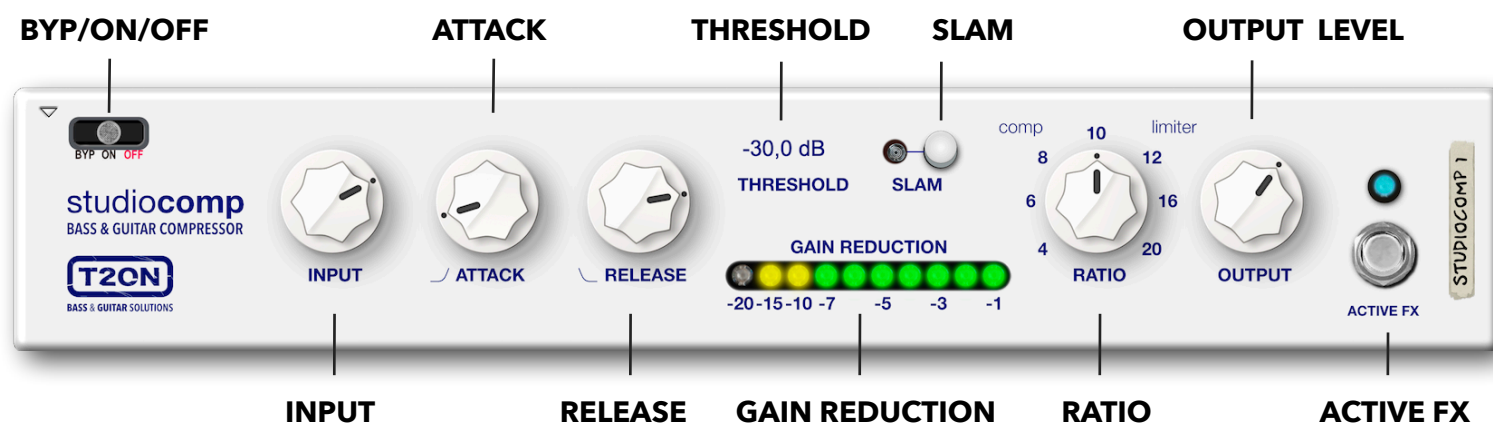 BYP/ON/OFF
ATTACK
THRESHOLD
SLAM
OUTPUT LEVEL
BYP ON OFF
studiocomp
BASS & GUITAR COMPRESSOR
T2ON
BASS & GUITAR SOLUTIONS
INPUT
ATTACK
RELEASE
-30,0 dB
THRESHOLD
SLAM
GAIN REDUCTION
-20 -15 -10 -7 -5 -3 -1
comp
limiter
10
8
12
6
16
4
20
RATIO
OUTPUT
ACTIVE FX
STUDIOCOMP 1
INPUT
RELEASE
GAIN REDUCTION
RATIO
ACTIVE FX